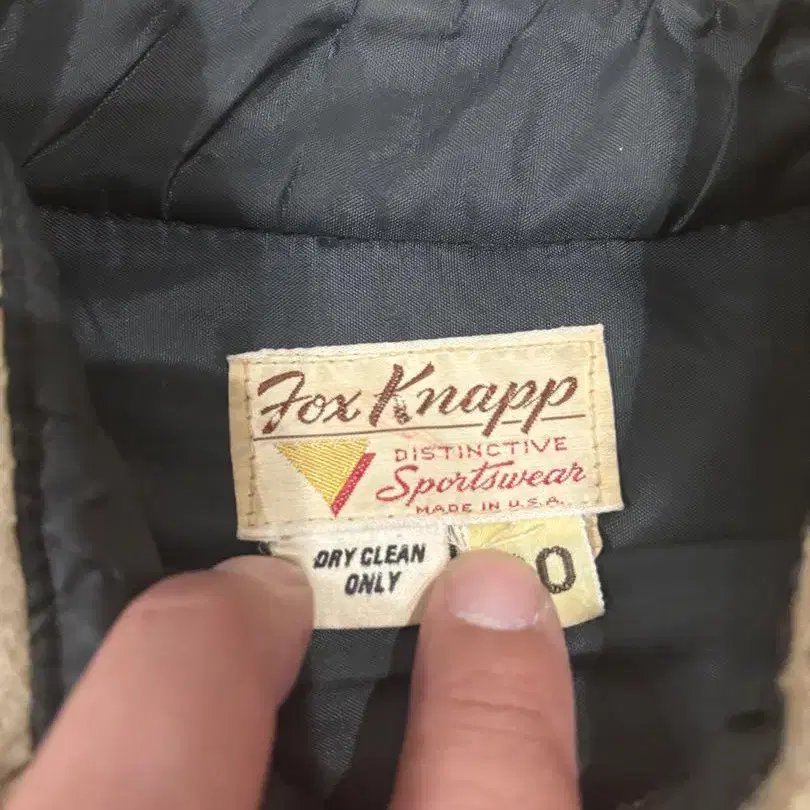 Fox Knapp
DISTINCTIVE
Sportswear
MADE IN U.S.A.
DRY CLEAN
ONLY